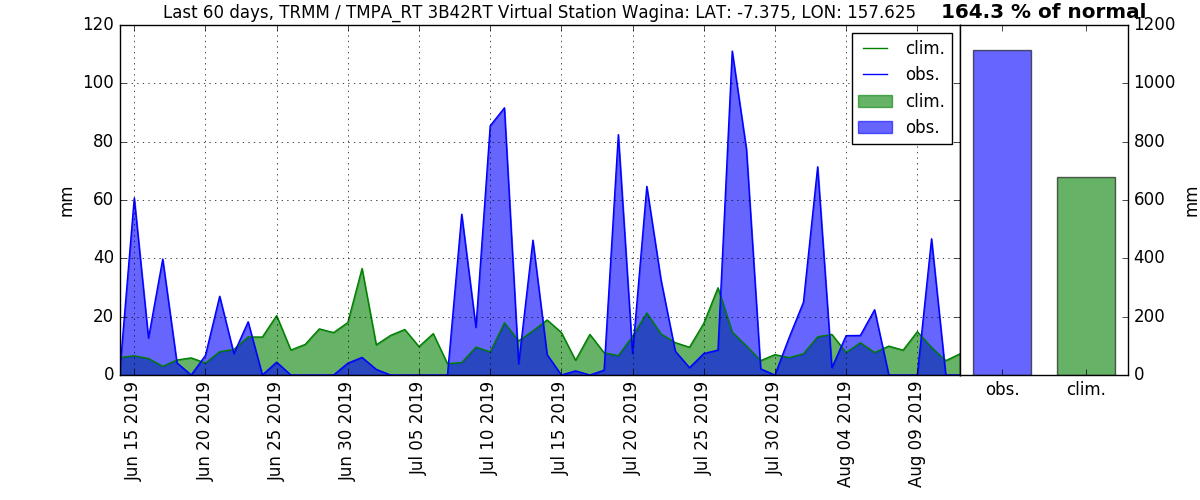 Last 60 days, TRMM / TMPA_RT 3B42RT Virtual Station Wagina: LAT: -7.375, LON: 157.625
164.3 % of normal
120
100
80
60
40
20
0
mm
clim.
obs.
clim.
obs.
1200
1000
800
600
400
200
0
mm
Jun 15 2019
Jun 20 2019
Jun 25 2019
Jun 30 2019
Jul 05 2019
Jul 10 2019
Jul 15 2019
Jul 20 2019
Jul 25 2019
Jul 30 2019
Aug 04 2019
Aug 09 2019
obs.
clim.